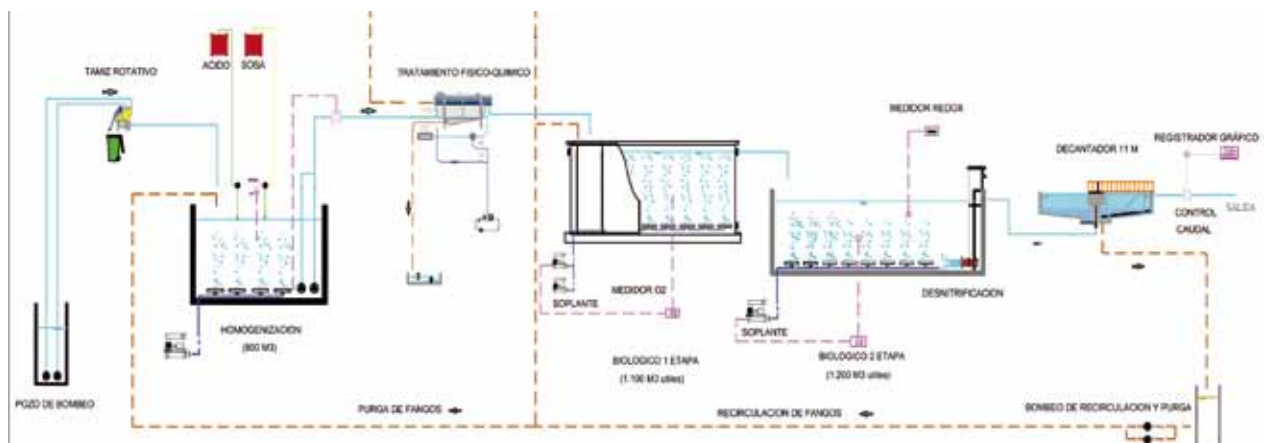 TAMIZ ROTATIVO
ACIDO
SOSA
TRATAMIENTO FISICO-QUIMICO
MEDIDOR REDOX
REGISTRADOR GRÁFICO
DECANTADOR 11 M
SALIDA
CONTROL
CAUDAL
SOPLANTE
MEDIDOR O2
DESNITRIFICACION
SOPLANTE
HOMOGENIZACION
(800 M3)
BIOLOGICO 1 ETAPA
(1.100 M3 utiles)
BIOLOGICO 2 ETAPA
(1.200 M3 utiles)
POZO DE BOMBEO
PURGA DE FANGOS
RECIRCULACION DE FANGOS
BOMBEO DE RECIRCULACION Y PURGA